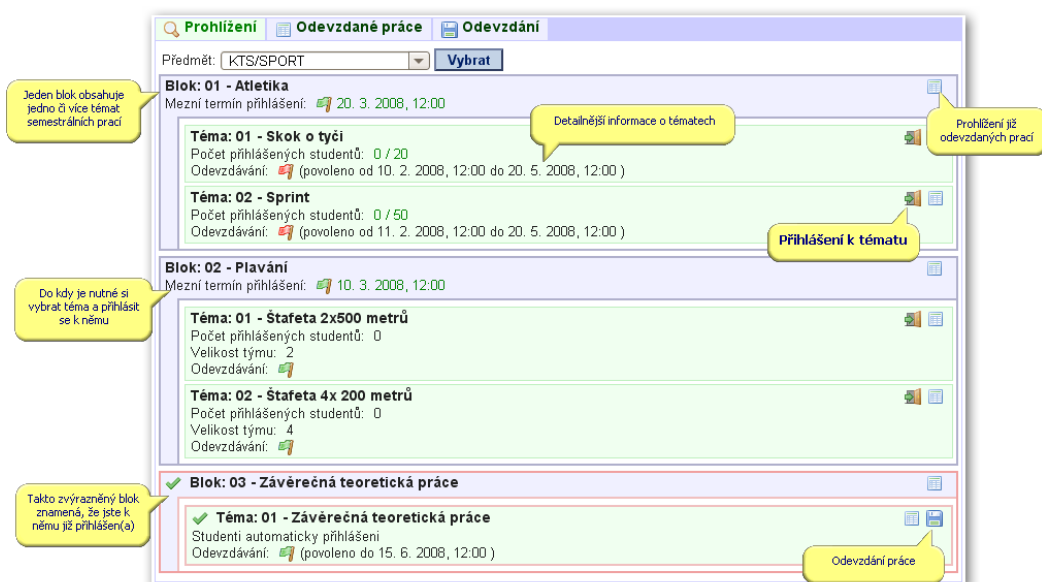 Prohlížení Odevzdané práce Odevzdání
Předmět: KTS/SPORT Vybrat
Jeden blok obsahuje
jedno či více témat
semestrálních prací
Blok: 01 - Atletika
Mezní termín přihlášení: 20. 3. 2008, 12:00
Detailnější informace o tématech
Prohlížení již
odevzdaných prací
Téma: 01 - Skok o tyči
Počet přihlášených studentů: 0 / 20
Odevzdávání: (povoleno od 10. 2. 2008, 12:00 do 20. 5. 2008, 12:00 )
Téma: 02 - Sprint
Počet přihlášených studentů: 0 / 50
Odevzdávání: (povoleno od 11. 2. 2008, 12:00 do 20. 5. 2008, 12:00 )
Přihlášení k tématu
Blok: 02 - Plavání
Mezní termín přihlášení: 10. 3. 2008, 12:00
Do kdy je nutné si
vybrat téma a přihlásit
se k němu
Téma: 01 - Štafeta 2x500 metrů
Počet přihlášených studentů: 0
Velikost týmu: 2
Odevzdávání:
Téma: 02 - Štafeta 4x 200 metrů
Počet přihlášených studentů: 0
Velikost týmu: 4
Odevzdávání:
Blok: 03 - Závěrečná teoretická práce
Takto zvýrazněný blok
znamená, že jste k
němu již přihlášen(a)
Téma: 01 - Závěrečná teoretická práce
Studenti automaticky přihlášeni
Odevzdávání: (povoleno do 15. 6. 2008, 12:00 )
Odevzdání práce